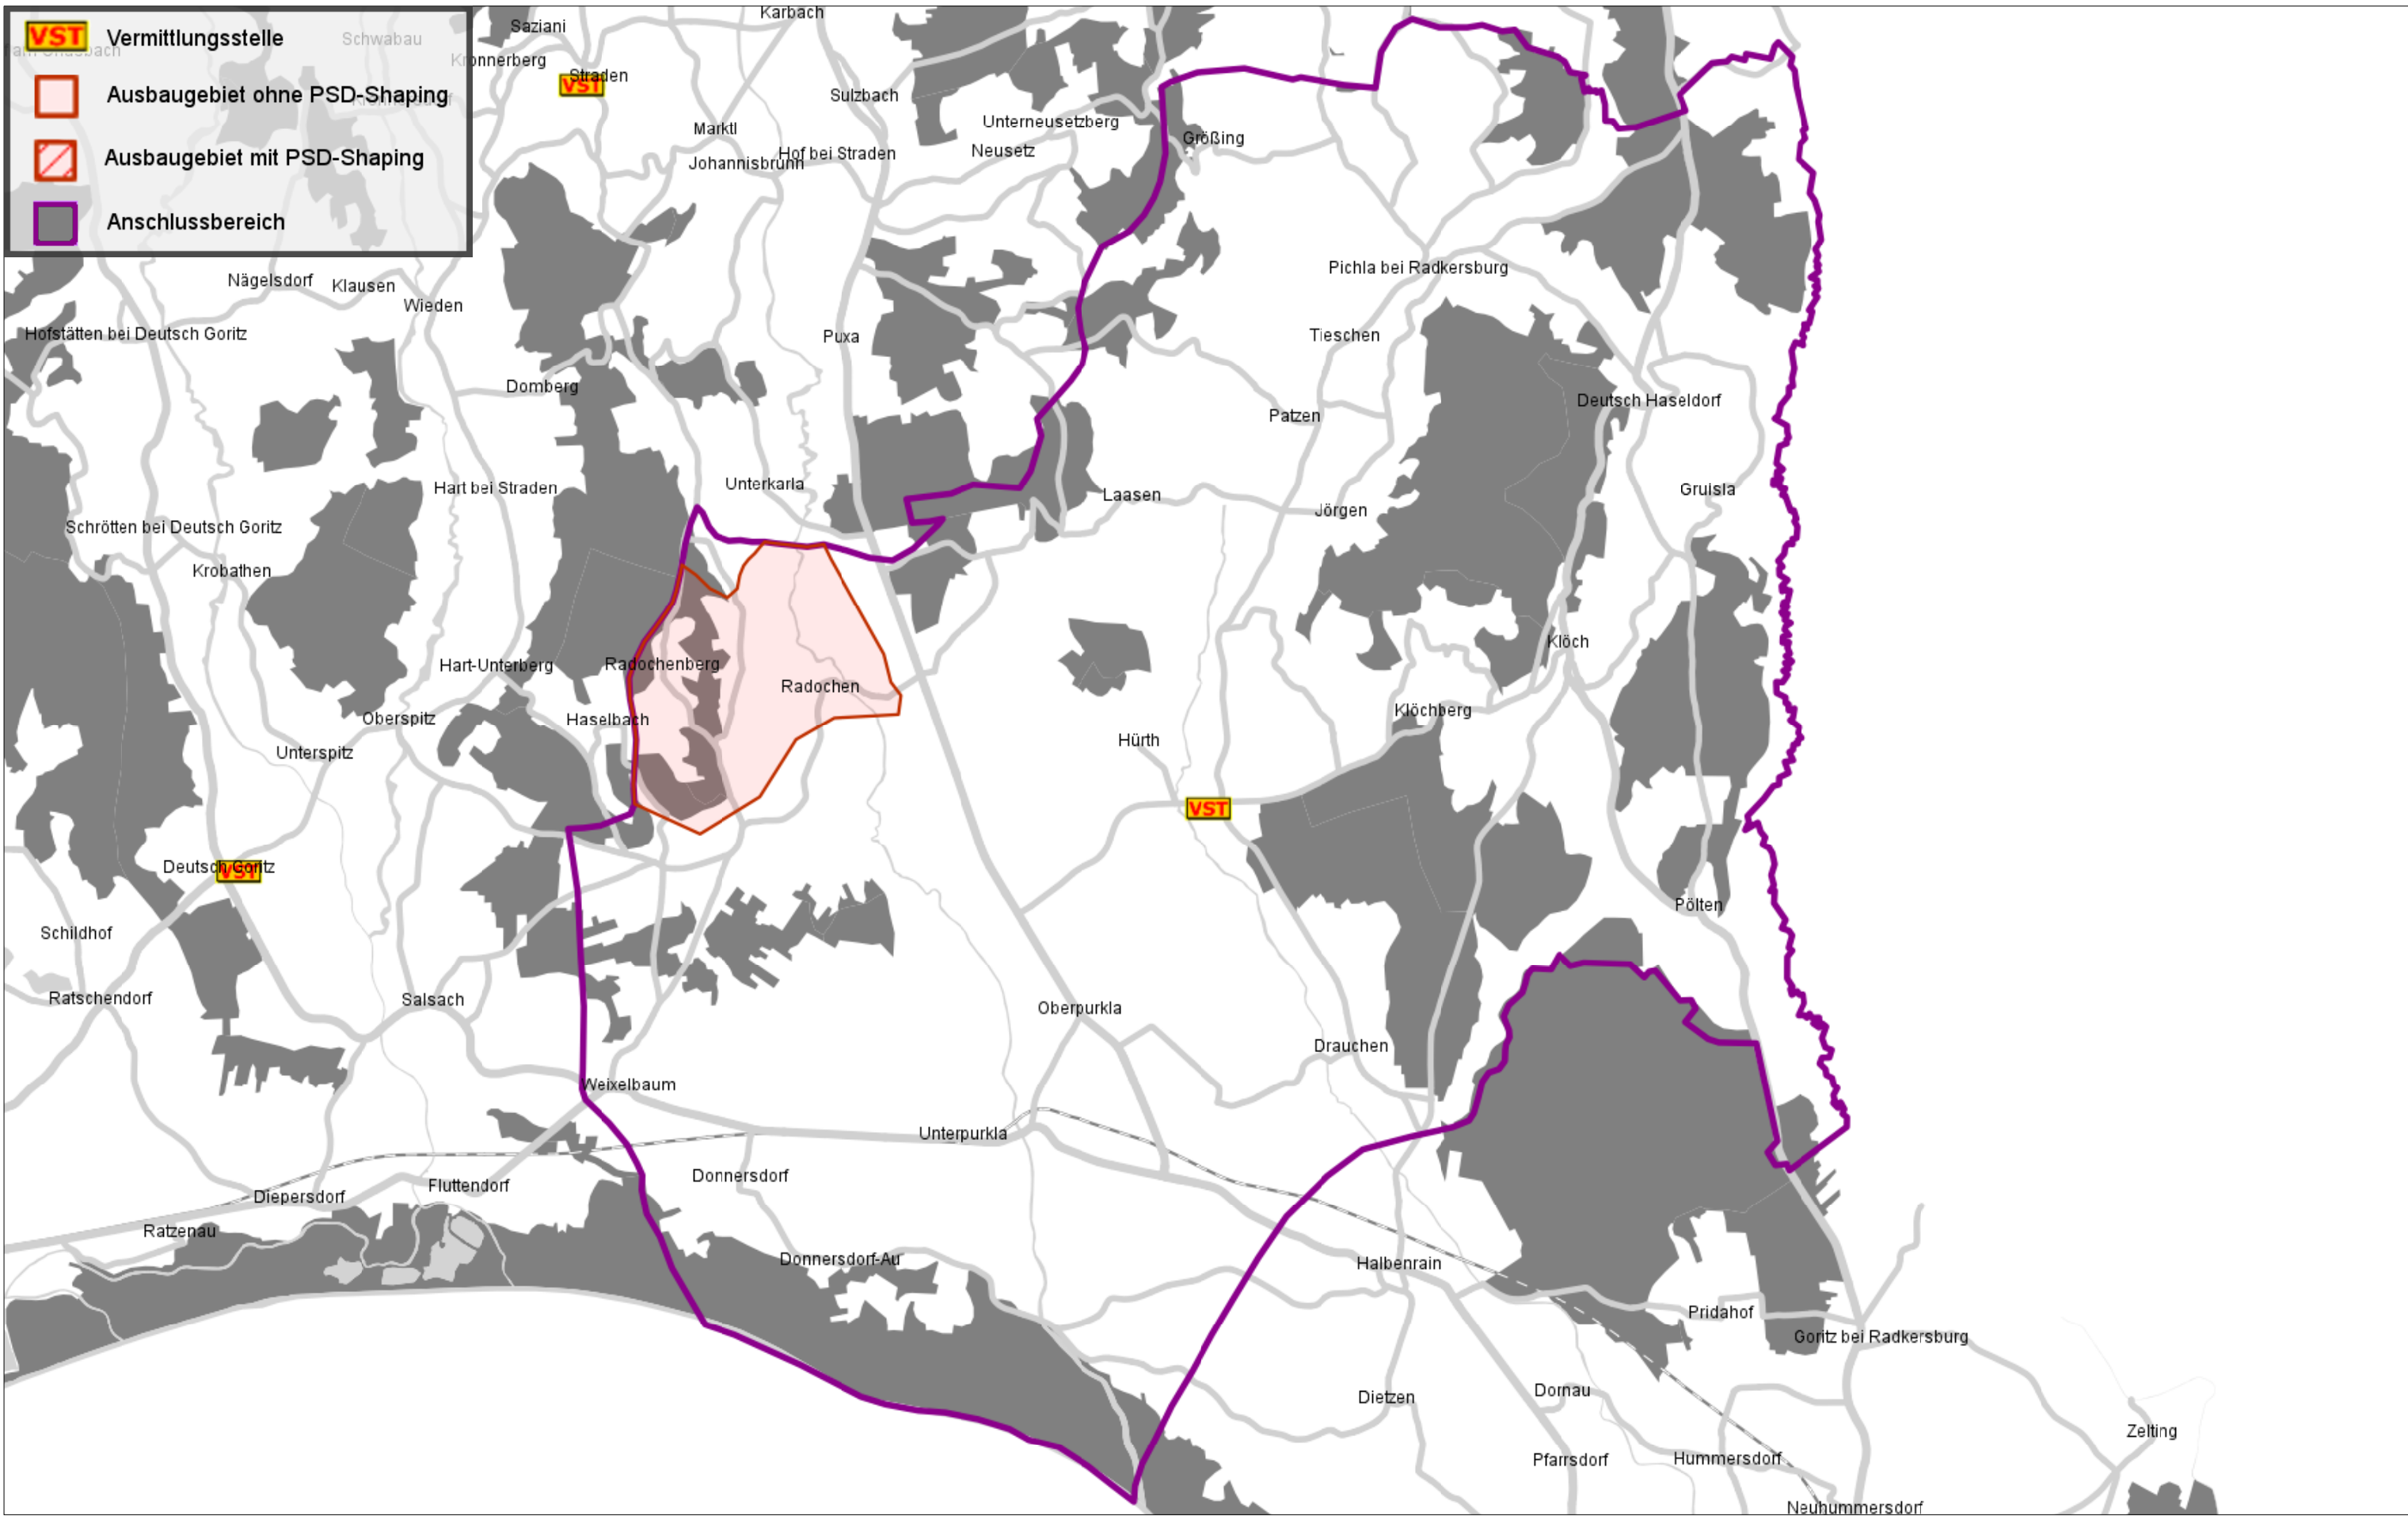 VST Vermittlungsstelle
Ausbaugebiet ohne PSD-Shaping
Ausbaugebiet mit PSD-Shaping
Anschlussbereich
Schwabau
Saziani
Karbach
Kronnerberg
Straden
VST
Sulzbach
Marktl
Unterneusetzberg
Größing
Johannisbrunn
Hof bei Straden
Neusetz
Nägelsdorf
Klausen
Wieden
Pichla bei Radkersburg
Hofstätten bei Deutsch Goritz
Puxa
Tieschen
Domberg
Deutsch Haseldorf
Patzen
Hart bei Straden
Unterkarla
Laasen
Gruisla
Jörgen
Schrötten bei Deutsch Goritz
Krobathen
Klöch
Hart-Unterberg
Radochenberg
Radochen
Oberspitz
Haselbach
Klöchberg
Unterspitz
Hürth
VST
Deutsch Goritz
VST
Schildhof
Pölten
Ratschendorf
Salsach
Oberpurkla
Drauchen
Weixelbaum
Unterpurkla
Donnersdorf
Diepersdorf
Fluttendorf
Ratzenau
Donnersdorf-Au
Halbenrain
Pridahof
Goritz bei Radkersburg
Dietzen
Dornau
Zelting
Pfarrsdorf
Hummersdorf
Neuhummersdorf